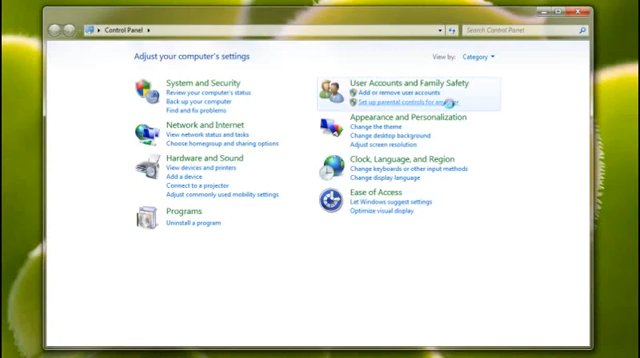 Control Panel
Search Control Panel
Adjust your computer's settings
View by: Category
System and Security
Review your computer's status
Back up your computer
Find and fix problems
Network and Internet
View network status and tasks
Choose homegroup and sharing options
Hardware and Sound
View devices and printers
Add a device
Connect to a projector
Adjust commonly used mobility settings
Programs
Uninstall a program
User Accounts and Family Safety
Add or remove user accounts
Set up parental controls for
Appearance and Personalization
Change the theme
Change desktop background
Adjust screen resolution
Clock, Language, and Region
Change keyboards or other input methods
Change display language
Ease of Access
Let Windows suggest settings
Optimize visual display